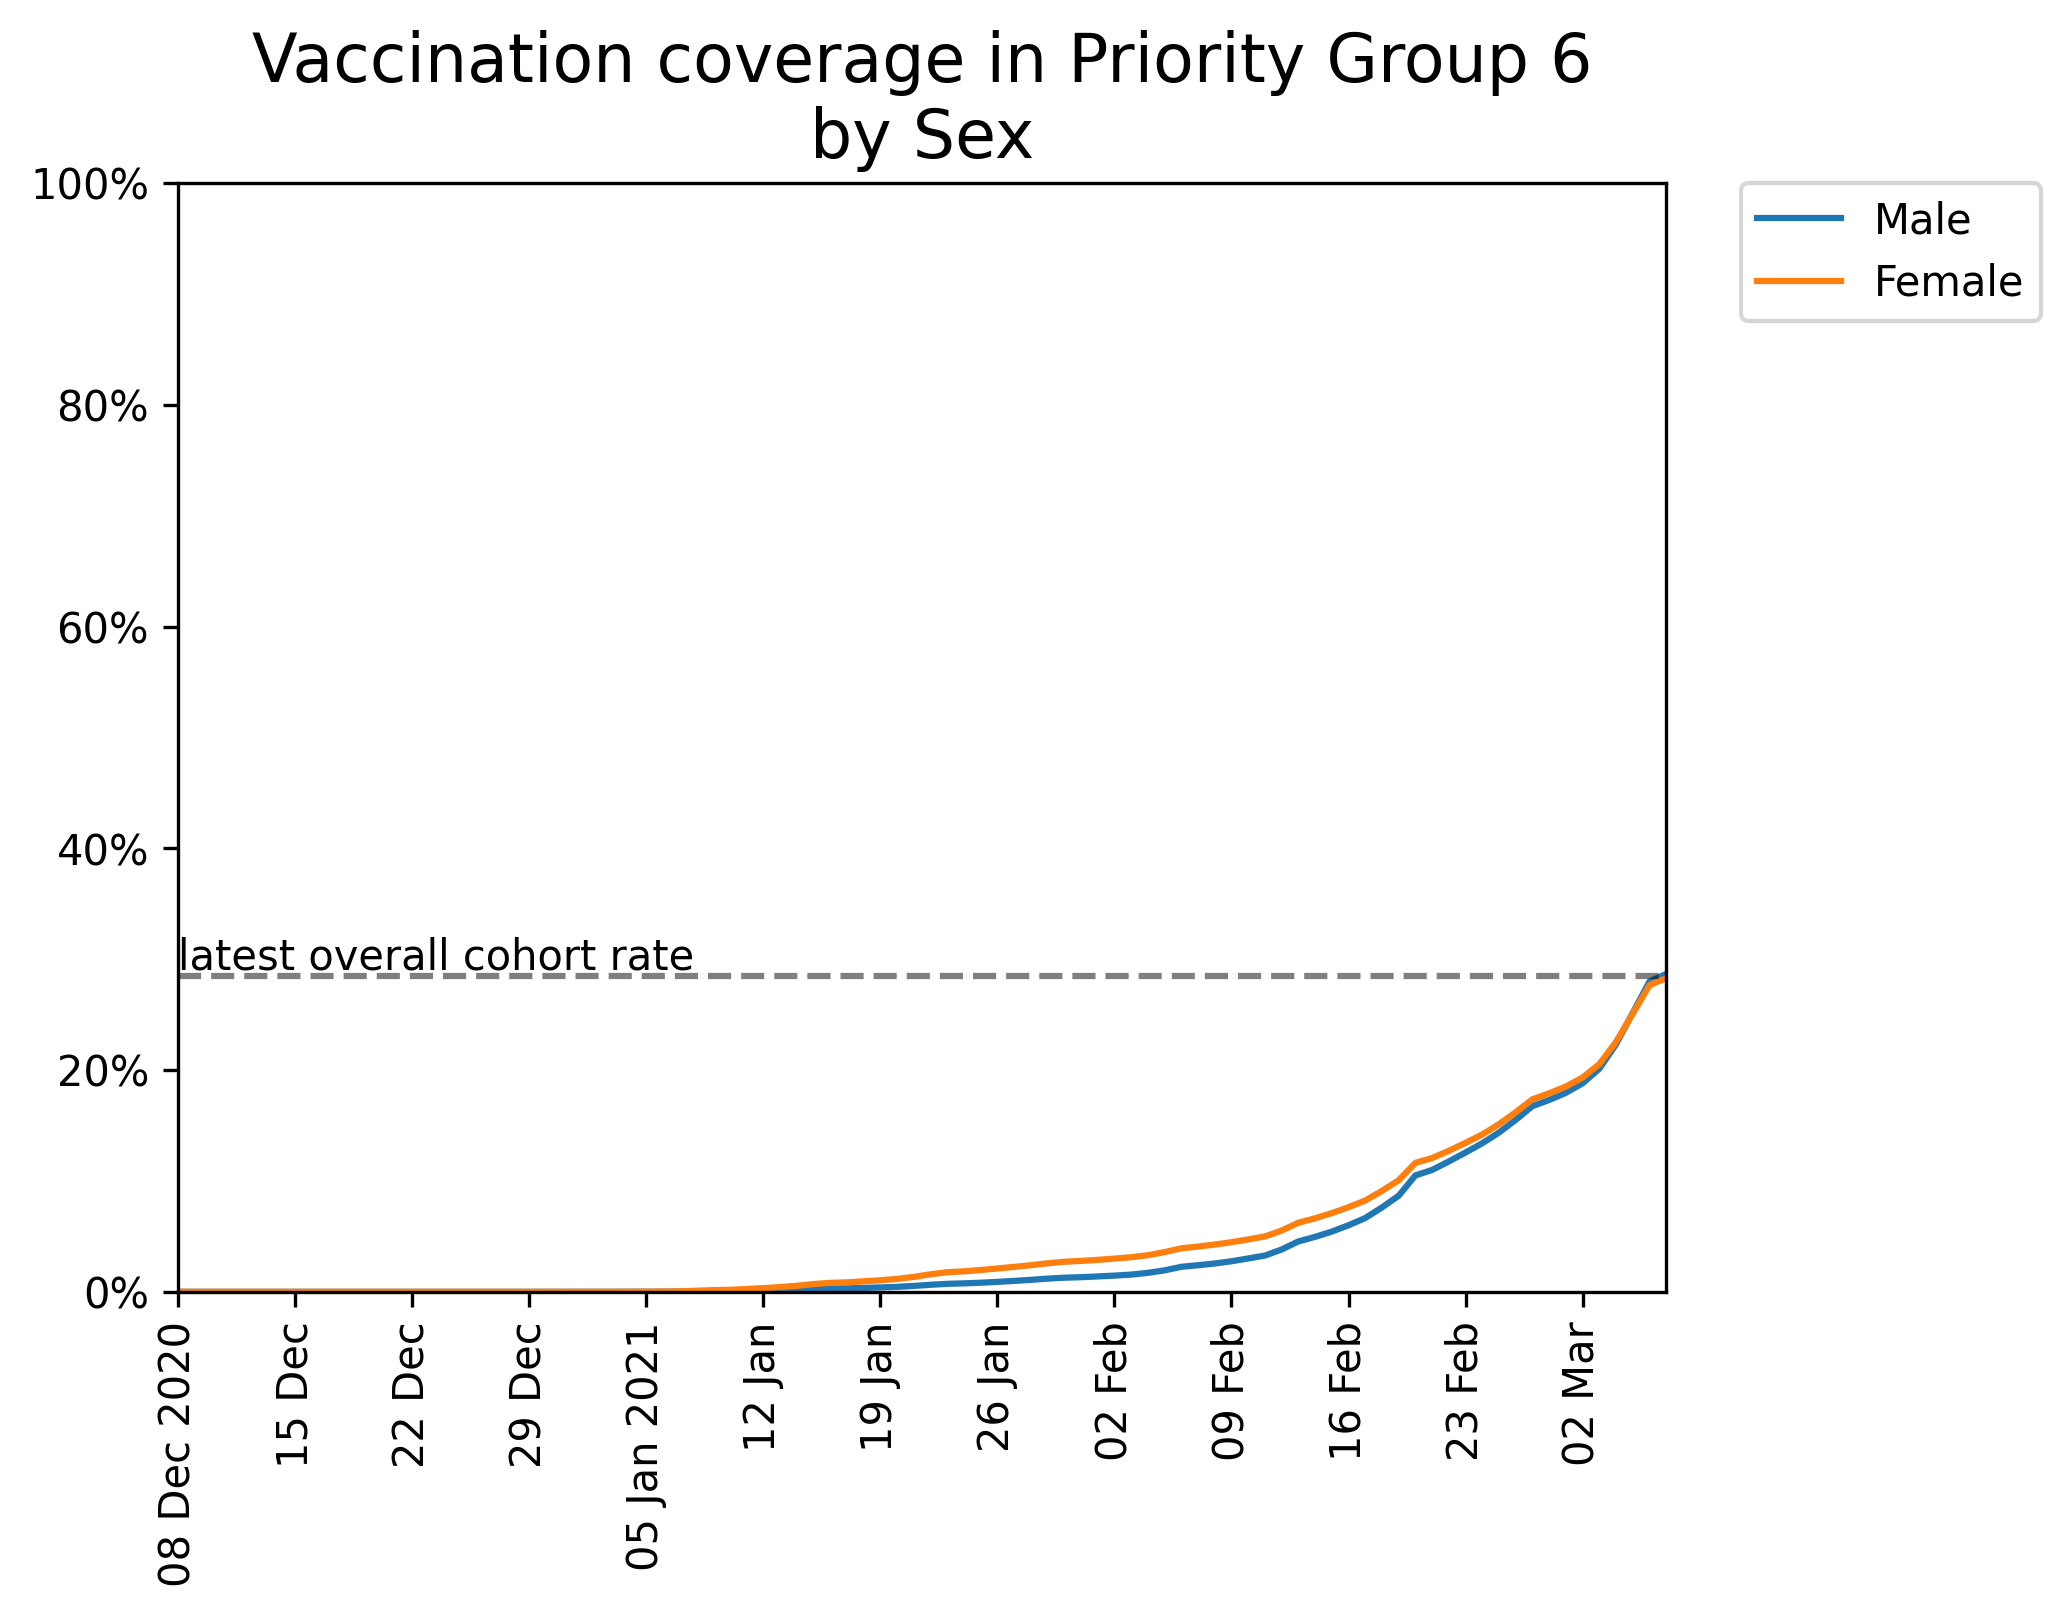 Vaccination coverage in Priority Group 6
by Sex
100%
80%
60%
40%
20%
0%
latest overall cohort rate
Male
Female
08 Dec 2020
15 Dec
22 Dec
29 Dec
05 Jan 2021
12 Jan
19 Jan
26 Jan
02 Feb
09 Feb
16 Feb
23 Feb
02 Mar